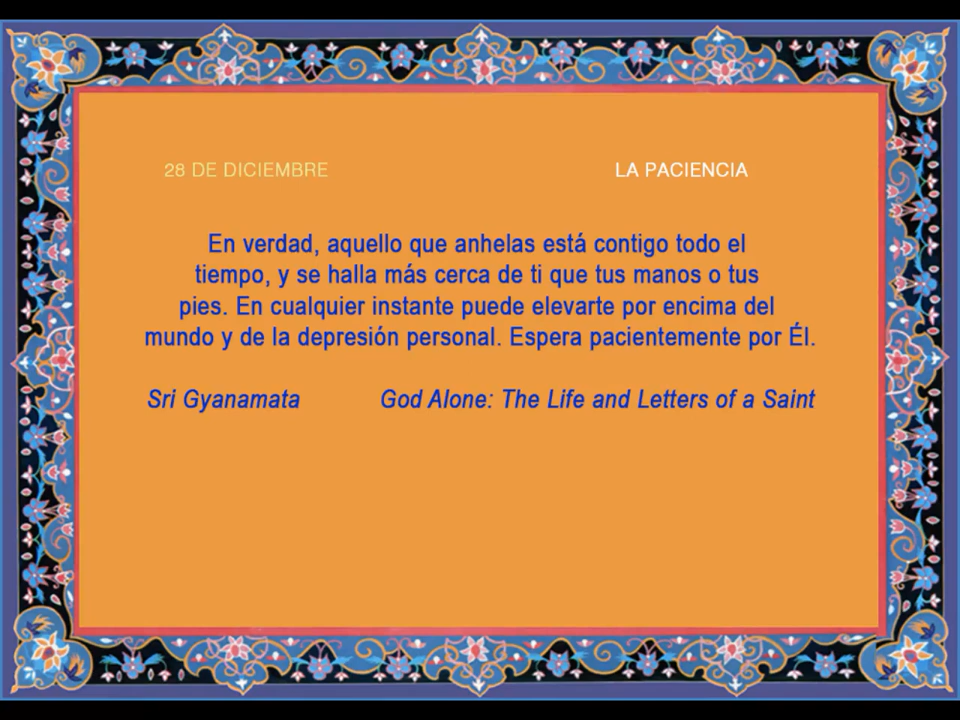 28 DE DICIEMBRE LA PACIENCIA
En verdad, aquello que anhelas está contigo todo el
tiempo, y se halla más cerca de ti que tus manos o tus
pies. En cualquier instante puede elevarte por encima del
mundo y de la depresión personal. Espera pacientemente por Él.
Sri Gyanamata God Alone: The Life and Letters of a Saint